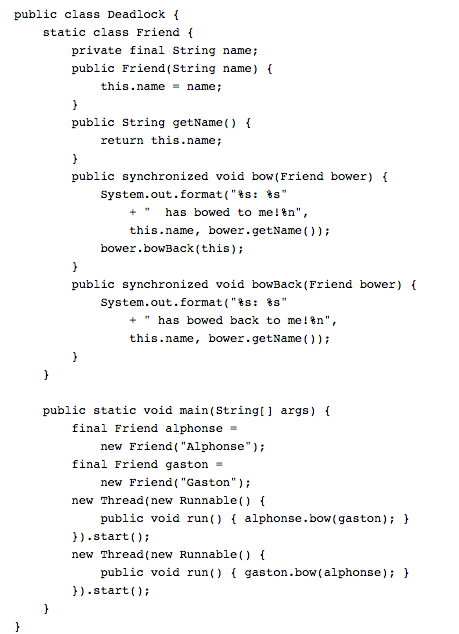 public class Deadlock {
    static class Friend {
        private final String name;
        public Friend(String name) {
            this.name = name;
        }
        public String getName() {
            return this.name;
        }
        public synchronized void bow(Friend bower) {
            System.out.format("%s: %s"
                + "  has bowed to me!%n",
                this.name, bower.getName());
            bower.bowBack(this);
        }
        public synchronized void bowBack(Friend bower) {
            System.out.format("%s: %s"
                + " has bowed back to me!%n",
                this.name, bower.getName());
        }
    }

    public static void main(String[] args) {
        final Friend alphonse =
            new Friend("Alphonse");
        final Friend gaston =
            new Friend("Gaston");
        new Thread(new Runnable() {
            public void run() { alphonse.bow(gaston); }
        }).start();
        new Thread(new Runnable() {
            public void run() { gaston.bow(alphonse); }
        }).start();
    }
}